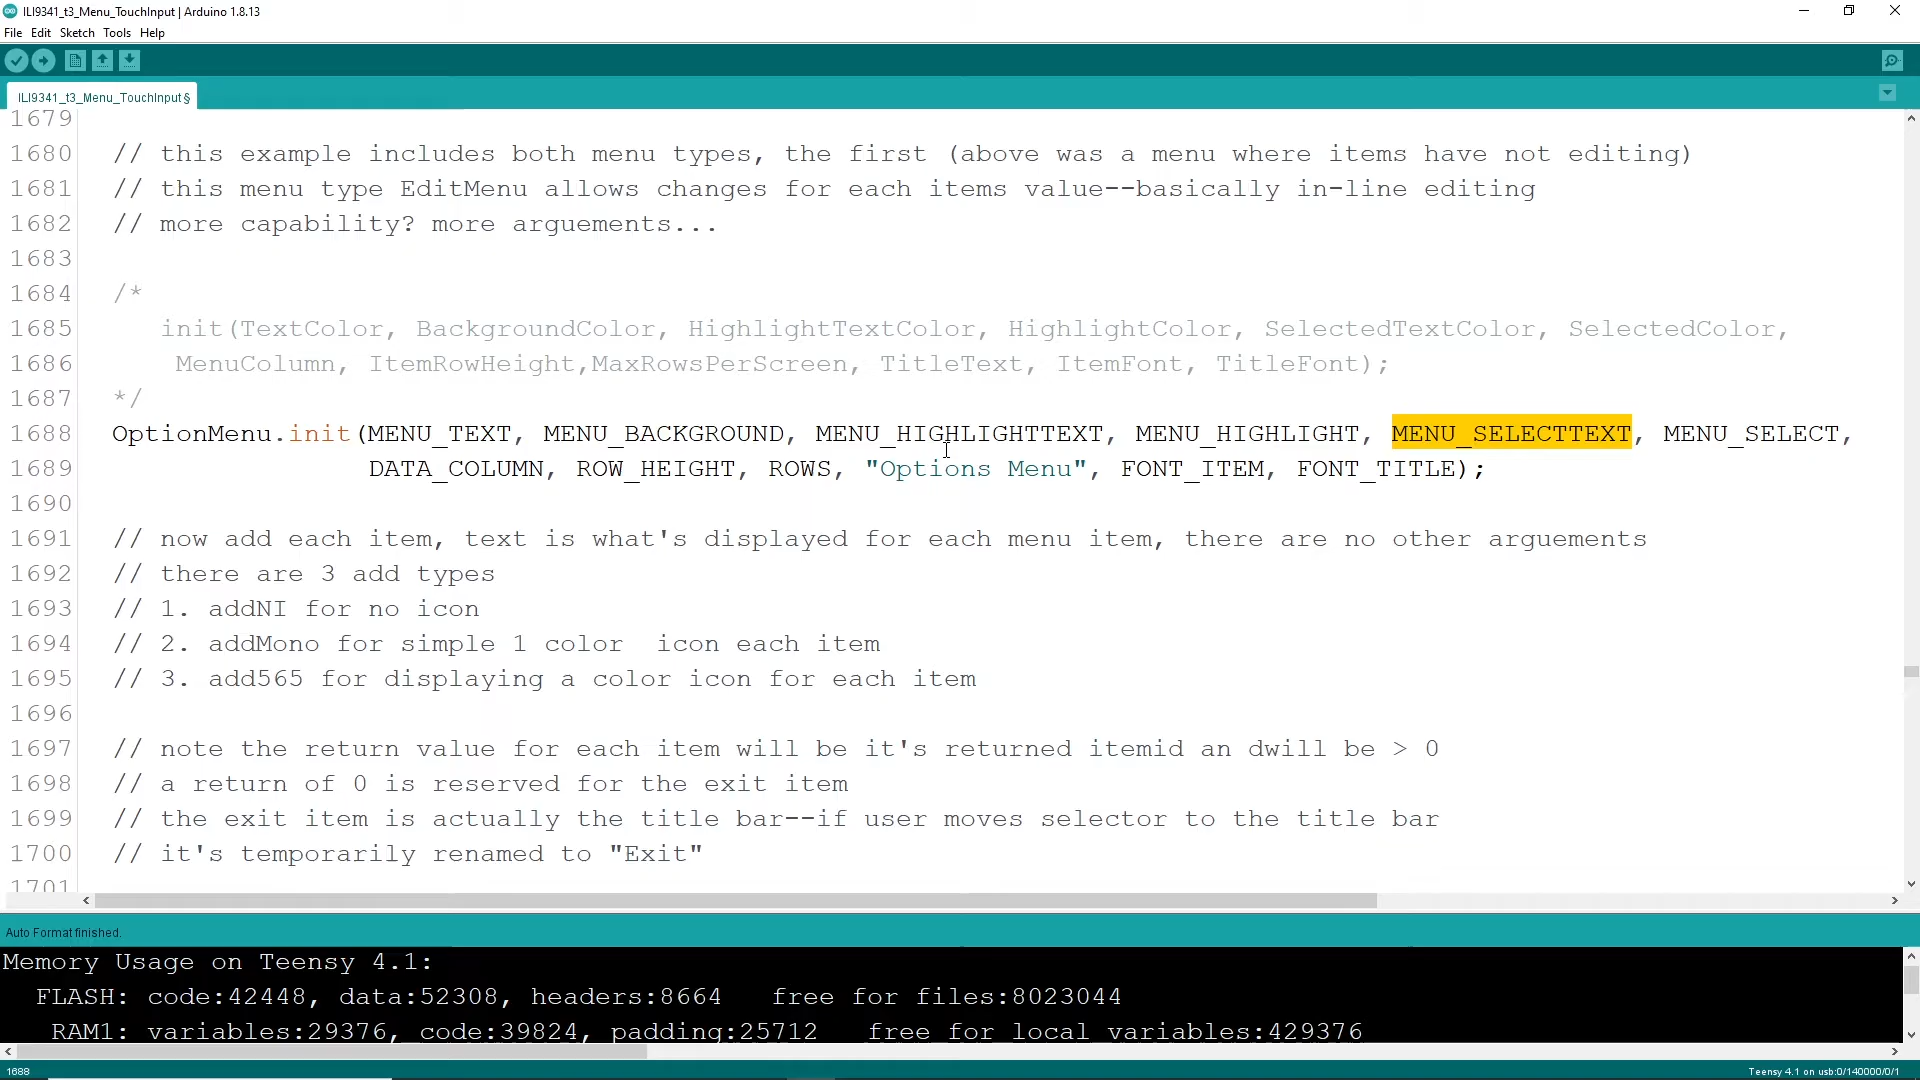 ILI9341_t3_Menu_TouchInput | Arduino 1.8.13
File Edit Sketch Tools Help
ILI9341_t3_Menu_TouchInput §
1679
1680 // this example includes both menu types, the first (above was a menu where items have not editing)
1681 // this menu type EditMenu allows changes for each items value--basically in-line editing
1682 // more capability? more arguements...
1683
1684 /*
1685 init(TextColor, BackgroundColor, HighlightTextColor, HighlightColor, SelectedTextColor, SelectedColor,
1686 MenuColumn, ItemRowHeight,MaxRowsPerScreen, TitleText, ItemFont, TitleFont);
1687 */
1688 OptionMenu.init(MENU_TEXT, MENU_BACKGROUND, MENU_HIGHLIGHTTEXT, MENU_HIGHLIGHT, MENU_SELECTTEXT, MENU_SELECT,
1689 DATA_COLUMN, ROW_HEIGHT, ROWS, "Options Menu", FONT_ITEM, FONT_TITLE);
1690
1691 // now add each item, text is what's displayed for each menu item, there are no other arguements
1692 // there are 3 add types
1693 // 1. addNI for no icon
1694 // 2. addMono for simple 1 color  icon each item
1695 // 3. add565 for displaying a color icon for each item
1696
1697 // note the return value for each item will be it's returned itemid an dwill be > 0
1698 // a return of 0 is reserved for the exit item
1699 // the exit item is actually the title bar--if user moves selector to the title bar
1700 // it's temporarily renamed to "Exit"
1701
Auto Format finished.
Memory Usage on Teensy 4.1:
FLASH: code:42448, data:52308, headers:8664   free for files:8023044
RAM1: variables:29376, code:39824, padding:25712   free for local variables:429376
1688
Teensy 4.1 on usb:0/140000/0/1